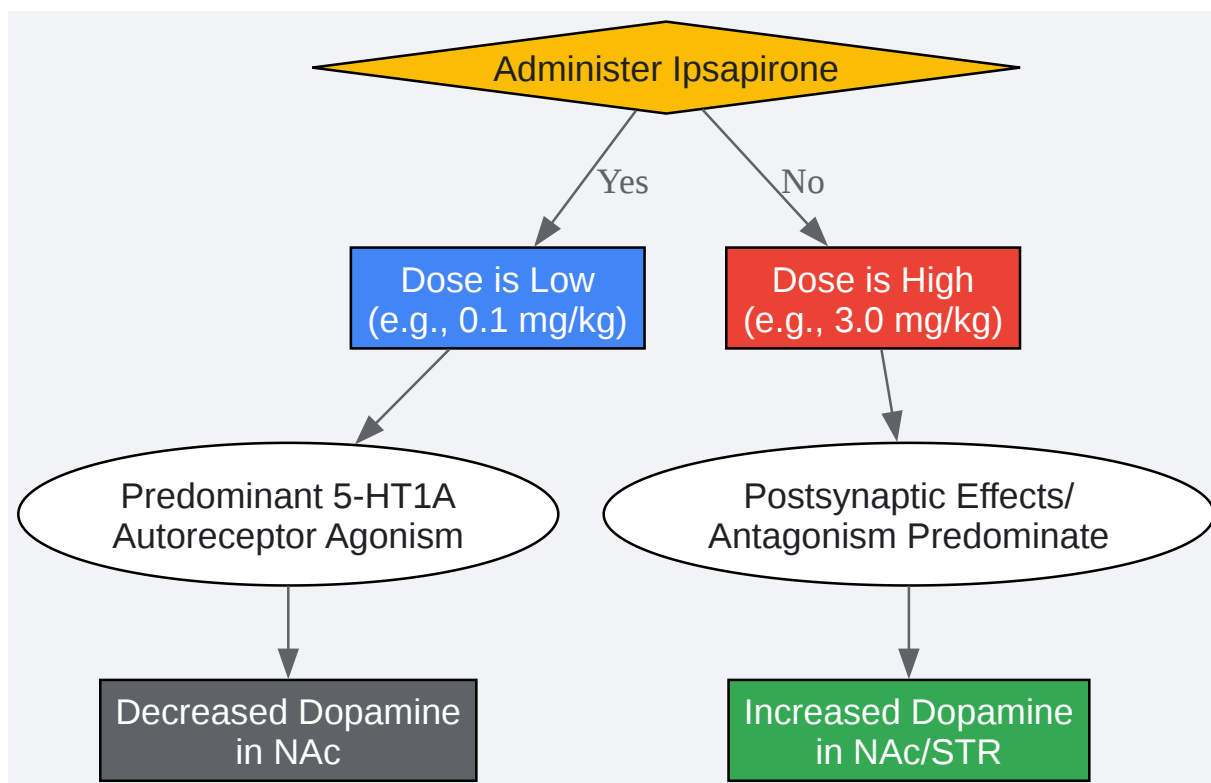 Administer Ipsapirone
Yes
No
Dose is Low
(e.g., 0.1 mg/kg)
Dose is High
(e.g., 3.0 mg/kg)
Predominant 5-HT1A
Autoreceptor Agonism
Postsynaptic Effects/
Antagonism Predominate
Decreased Dopamine
in NAc
Increased Dopamine
in NAc/STR